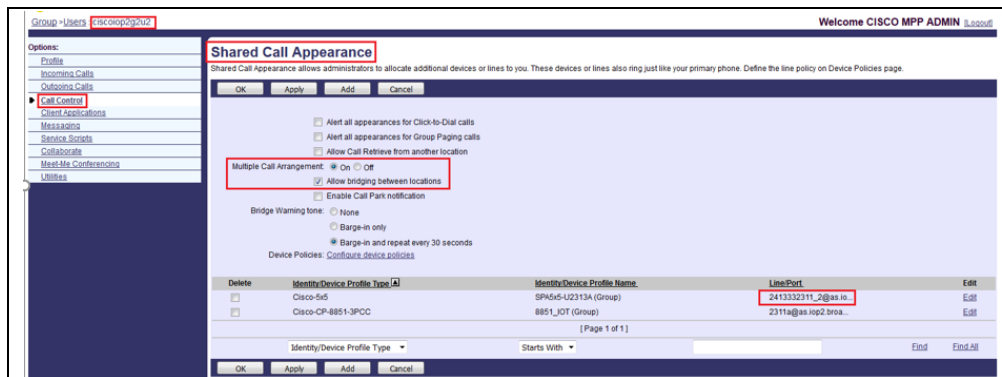 Group >Users : ciscoiop2g2u2
Welcome CISCO MPP ADMIN [Logout]
Options:
Profile
Incoming Calls
Outgoing Calls
Call Control
Client Applications
Messaging
Service Scripts
Collaborate
Meet-Me Conferencing
Utilities
Shared Call Appearance
Shared Call Appearance allows administrators to allocate additional devices or lines to you. These devices or lines also ring just like your primary phone. Define the line policy on Device Policies page.
OK Apply Add Cancel
Alert all appearances for Click-to-Dial calls
Alert all appearances for Group Paging calls
Allow Call Retrieve from another location
Multiple Call Arrangement: On Off
Allow bridging between locations
Enable Call Park notification
Bridge Warning tone: None
Barge-in only
Barge-in and repeat every 30 seconds
Device Policies: Configure device policies
Delete Identity/Device Profile Type Identity/Device Profile Name Line/Port Edit
Cisco-5x5 SPA5x5-U2313A (Group) 2413332311_2@as.io... Edit
Cisco-CP-8851-3PCC 8851_IOT (Group) 2311a@as.iop2.broa... Edit
[Page 1 of 1]
Identity/Device Profile Type Starts With Find Find All
OK Apply Add Cancel